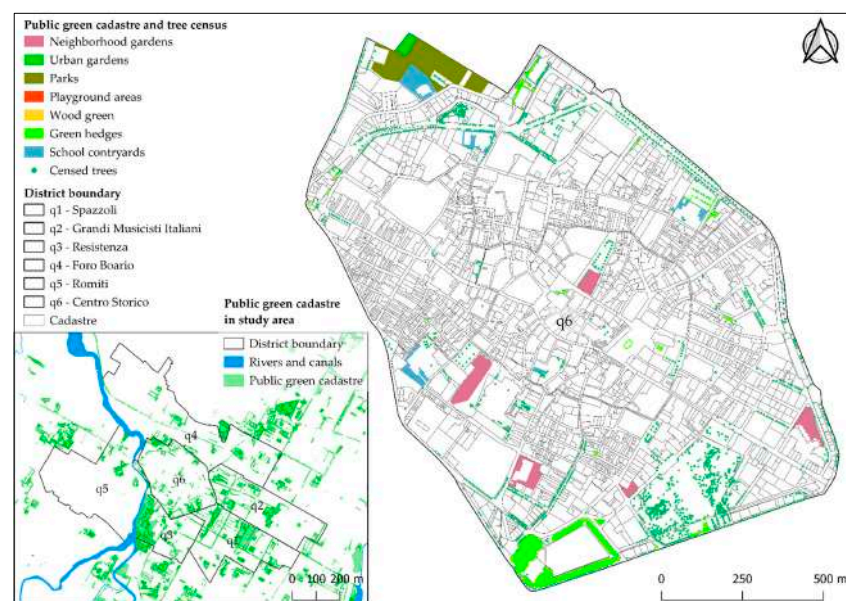 Public green cadastre and tree census
Neighborhood gardens
Urban gardens
Parks
Playground areas
Wood green
Green hedges
School contryards
Censed trees
District boundary
q1 - Spazzoli
q2 - Grandi Musicisti Italiani
q3 - Resistenza
q4 - Foro Boario
q5 - Romiti
q6 - Centro Storico
Cadastre
Public green cadastre
in study area
District boundary
Rivers and canals
Public green cadastre
q4
q5
q6
q2
q3
q1
0 100 200 m
q6
0 250 500 m